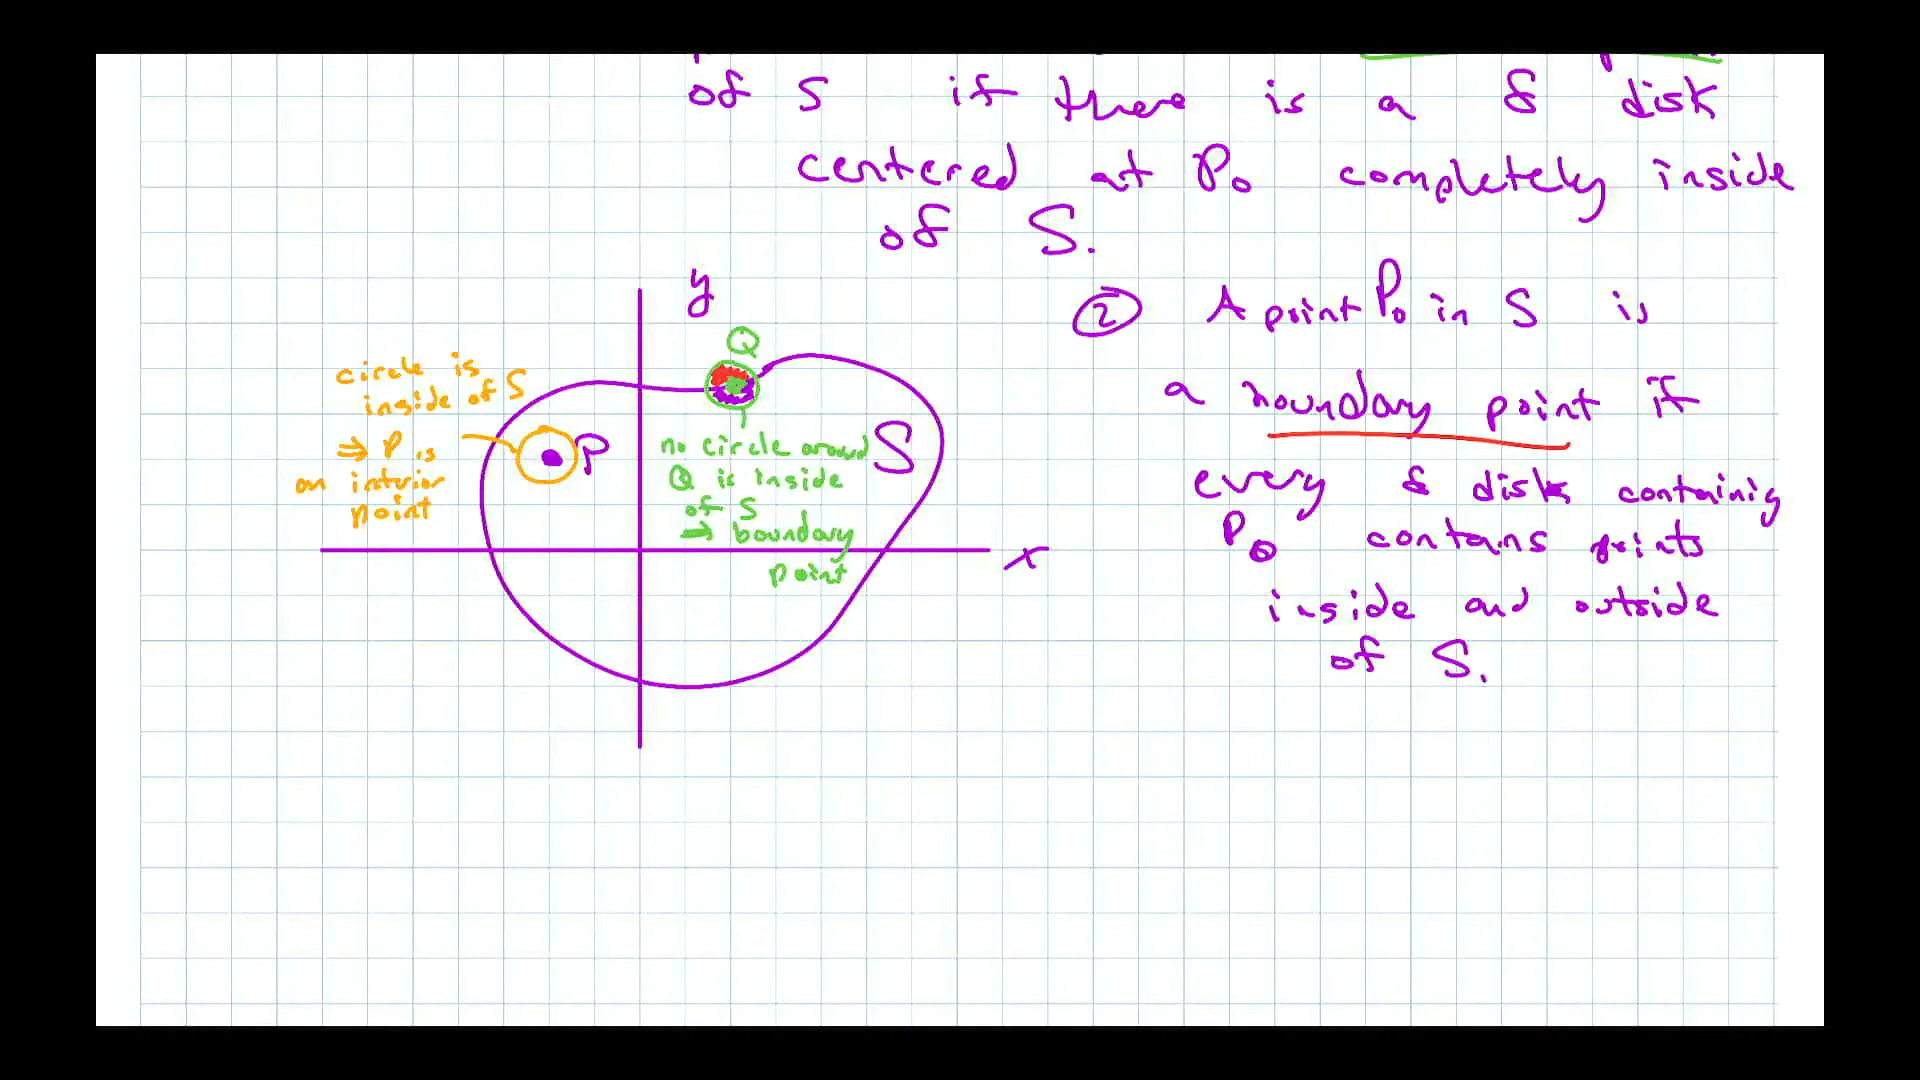 of S if there is a δ disk
centered at P₀ completely inside
of S.
y
② A point P₀ in S is
a boundary point if
every δ disk containing
P₀ contains points
inside and outside
of S.
Q
circle is
inside of S
⇒ P is
an interior
point
P
no circle around
Q is inside
of S
⇒ boundary
point
S
x